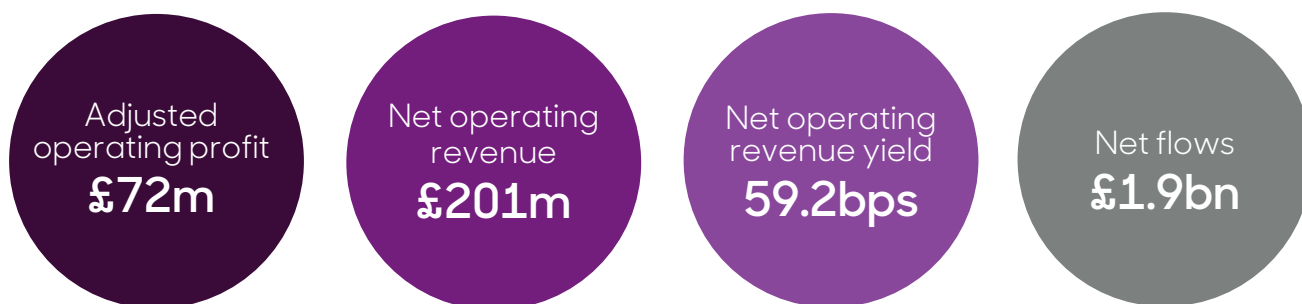 Adjusted
operating profit
£72m
Net operating
revenue
£201m
Net operating
revenue yield
59.2bps
Net flows
£1.9bn